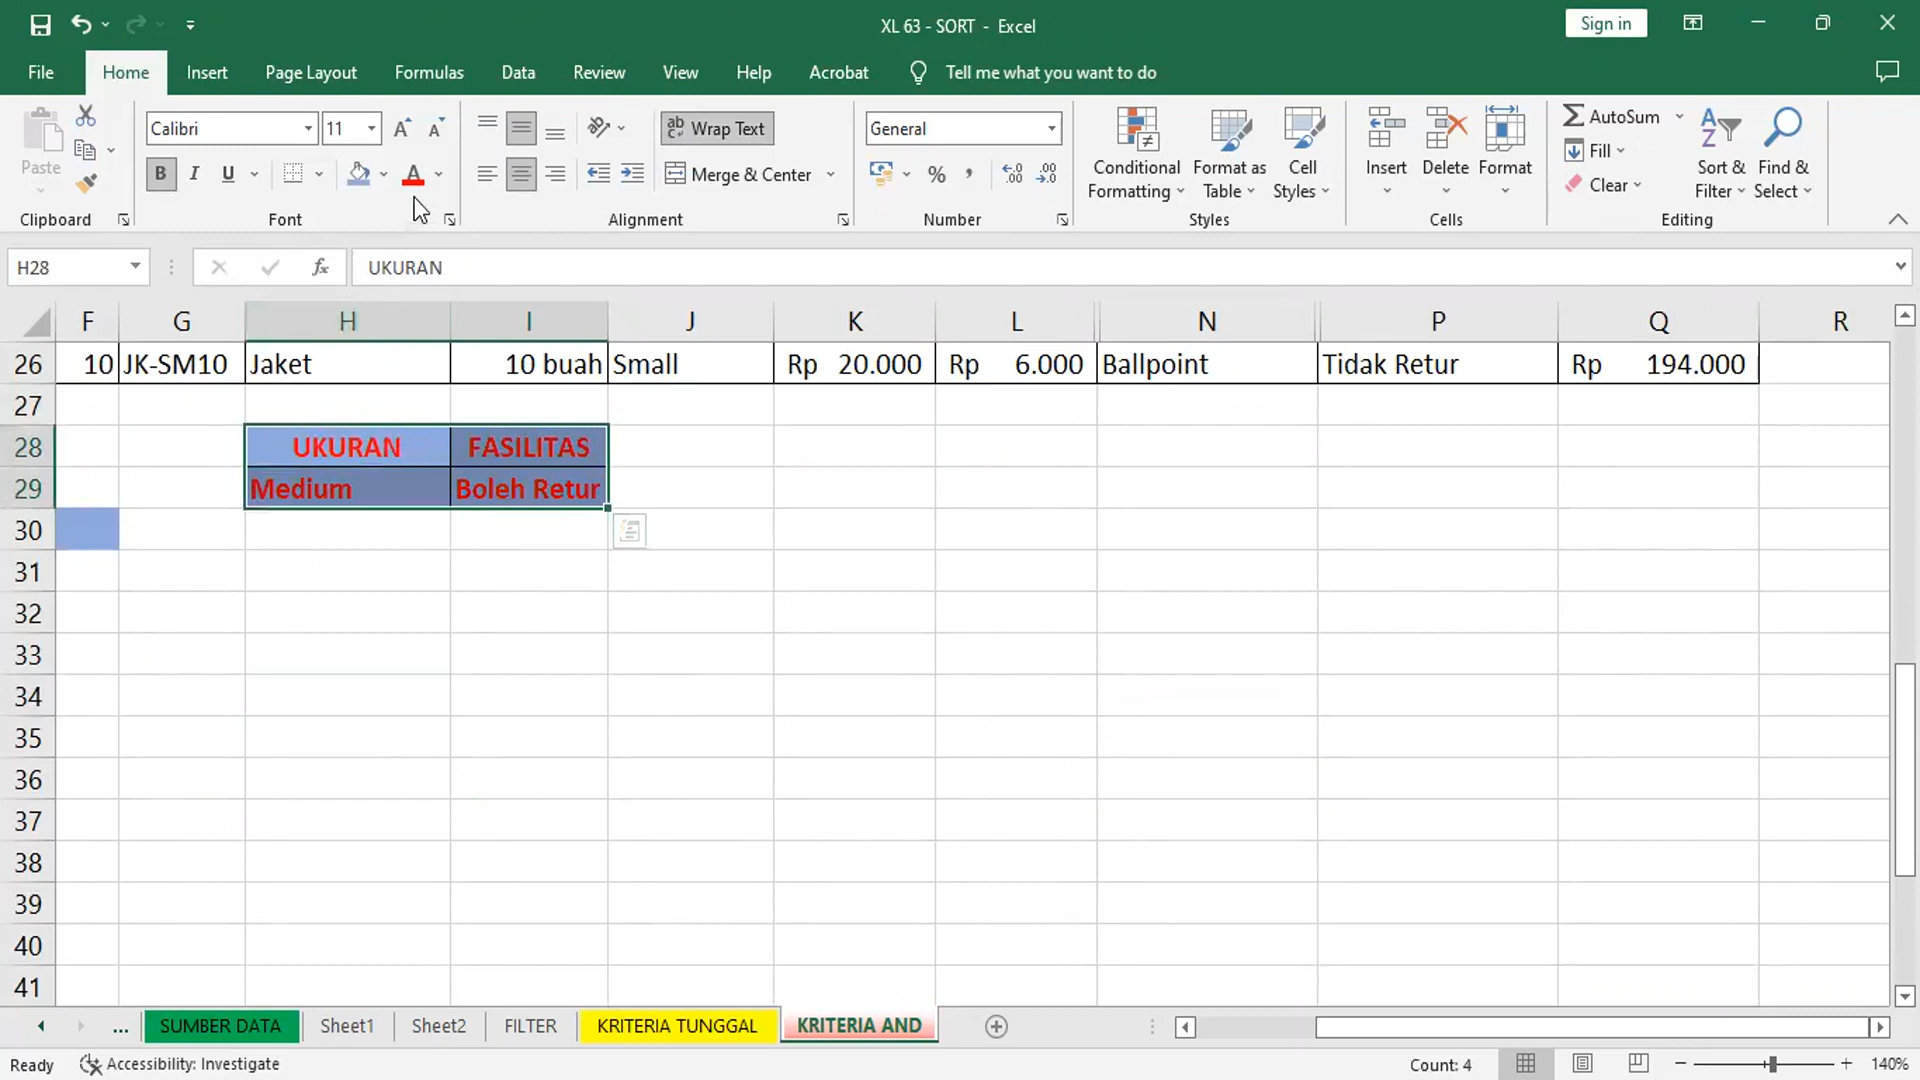 XL 63 - SORT - Excel
Sign in
File Home Insert Page Layout Formulas Data Review View Help Acrobat Tell me what you want to do
Paste
Clipboard
Calibri 11
B I U A
Font
Wrap Text
Merge & Center
Alignment
General
%
Number
Conditional Formatting
Format as Table
Cell Styles
Styles
Insert Delete Format
Cells
AutoSum
Fill
Clear
Sort & Filter
Find & Select
Editing
H28 fx UKURAN
F G H I J K L N P Q R
26 10 JK-SM10 Jaket 10 buah Small Rp 20.000 Rp 6.000 Ballpoint Tidak Retur Rp 194.000
27
28 UKURAN FASILITAS
29 Medium Boleh Retur
30
31
32
33
34
35
36
37
38
39
40
41
... SUMBER DATA Sheet1 Sheet2 FILTER KRITERIA TUNGGAL KRITERIA AND
Ready Accessibility: Investigate Count: 4 140%